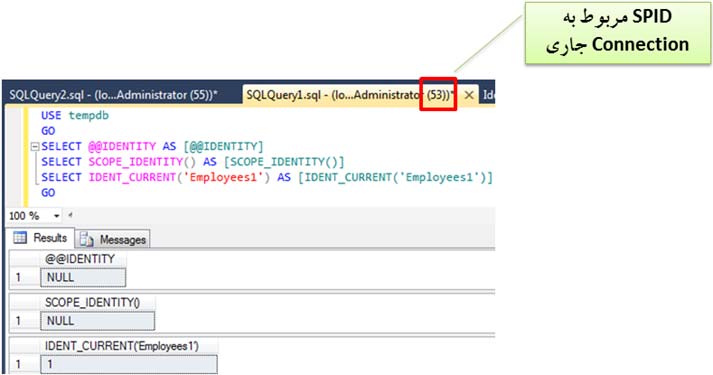 SPID مربوط به
Connection جاری
SQLQuery2.sql - (lo...Administrator (55))*
SQLQuery1.sql - (lo...Administrator (53))*
Ide
USE tempdb
GO
SELECT @@IDENTITY AS [@@IDENTITY]
SELECT SCOPE_IDENTITY() AS [SCOPE_IDENTITY()]
SELECT IDENT_CURRENT('Employees1') AS [IDENT_CURRENT('Employees1')]
GO
100 %
Results
Messages
@@IDENTITY
1 NULL
SCOPE_IDENTITY()
1 NULL
IDENT_CURRENT('Employees1')
1 1